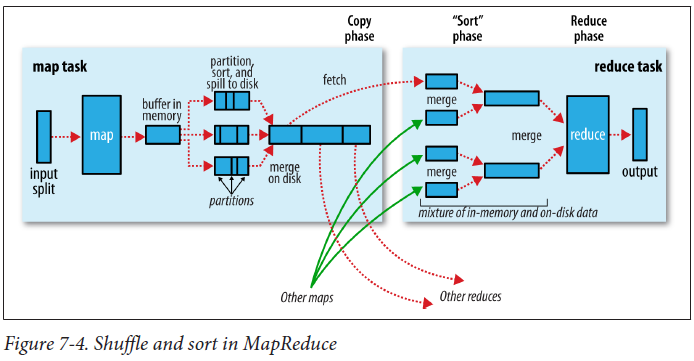 Copy
phase
“Sort”
phase
Reduce
phase
map task
partition,
sort, and
spill to disk
fetch
reduce task
buffer in
memory
map
input
split
merge
on disk
partitions
merge
merge
merge
reduce
output
mixture of in-memory and on-disk data
Other maps
Other reduces
Figure 7-4. Shuffle and sort in MapReduce